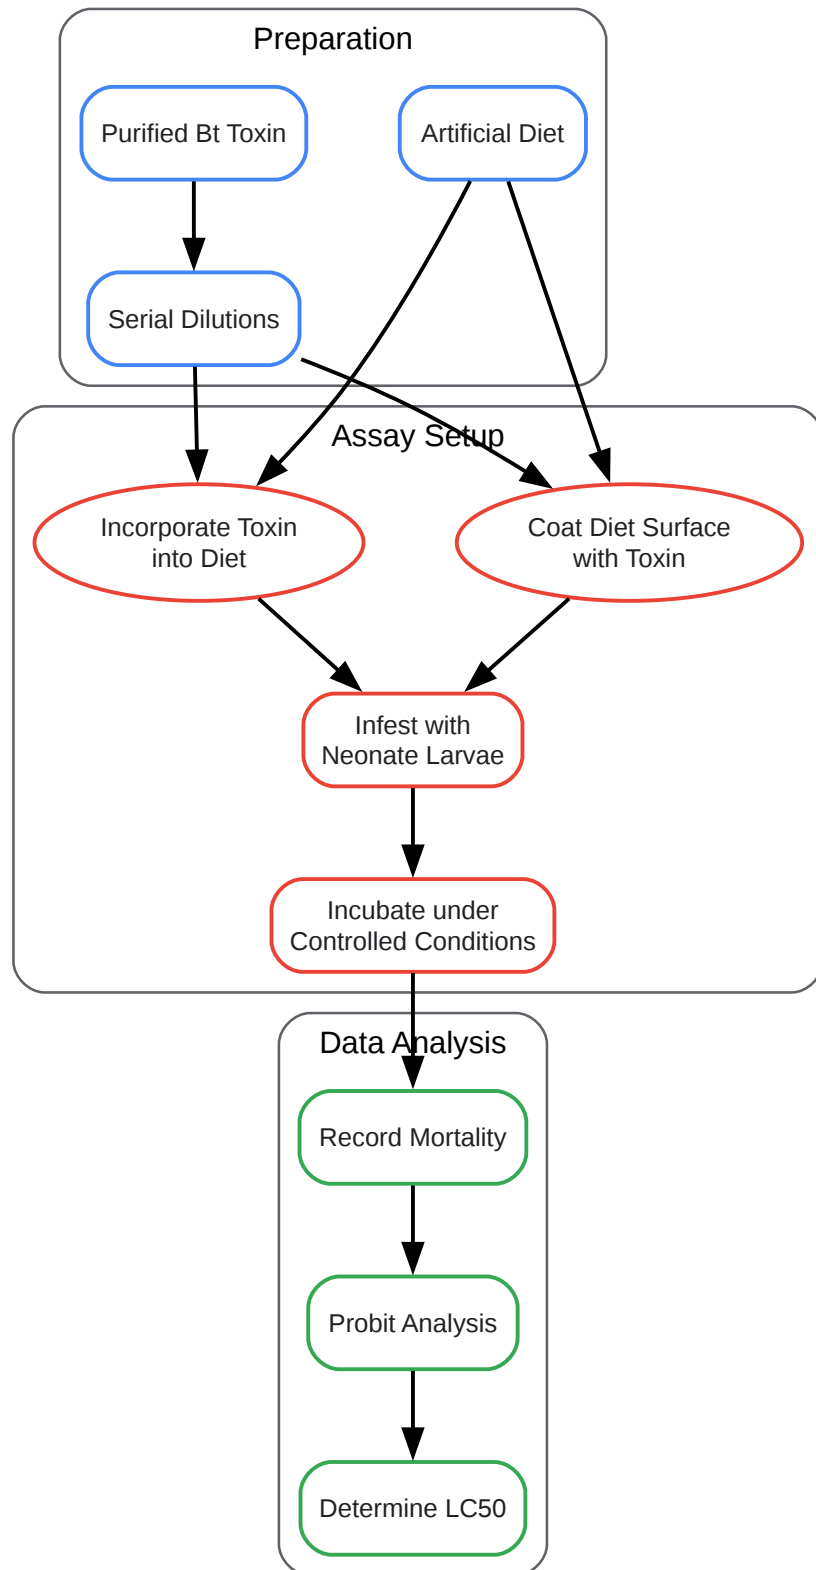 Preparation
Purified Bt Toxin
Artificial Diet
Serial Dilutions
Assay Setup
Incorporate Toxin
into Diet
Coat Diet Surface
with Toxin
Infest with
Neonate Larvae
Incubate under
Controlled Conditions
Data Analysis
Record Mortality
Probit Analysis
Determine LC50